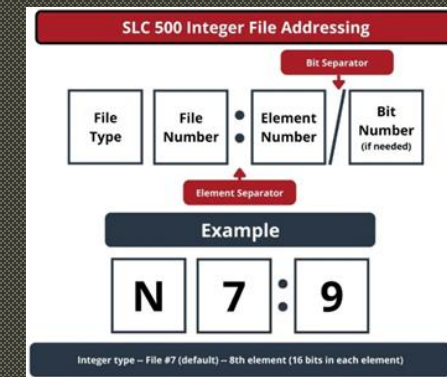 SLC 500 Integer File Addressing
Bit Separator
File Type
File Number
:
Element Number
/
Bit Number (if needed)
Element Separator
Example
N 7 : 9
Integer type -- File #7 (default) -- 8th element (16 bits in each element)